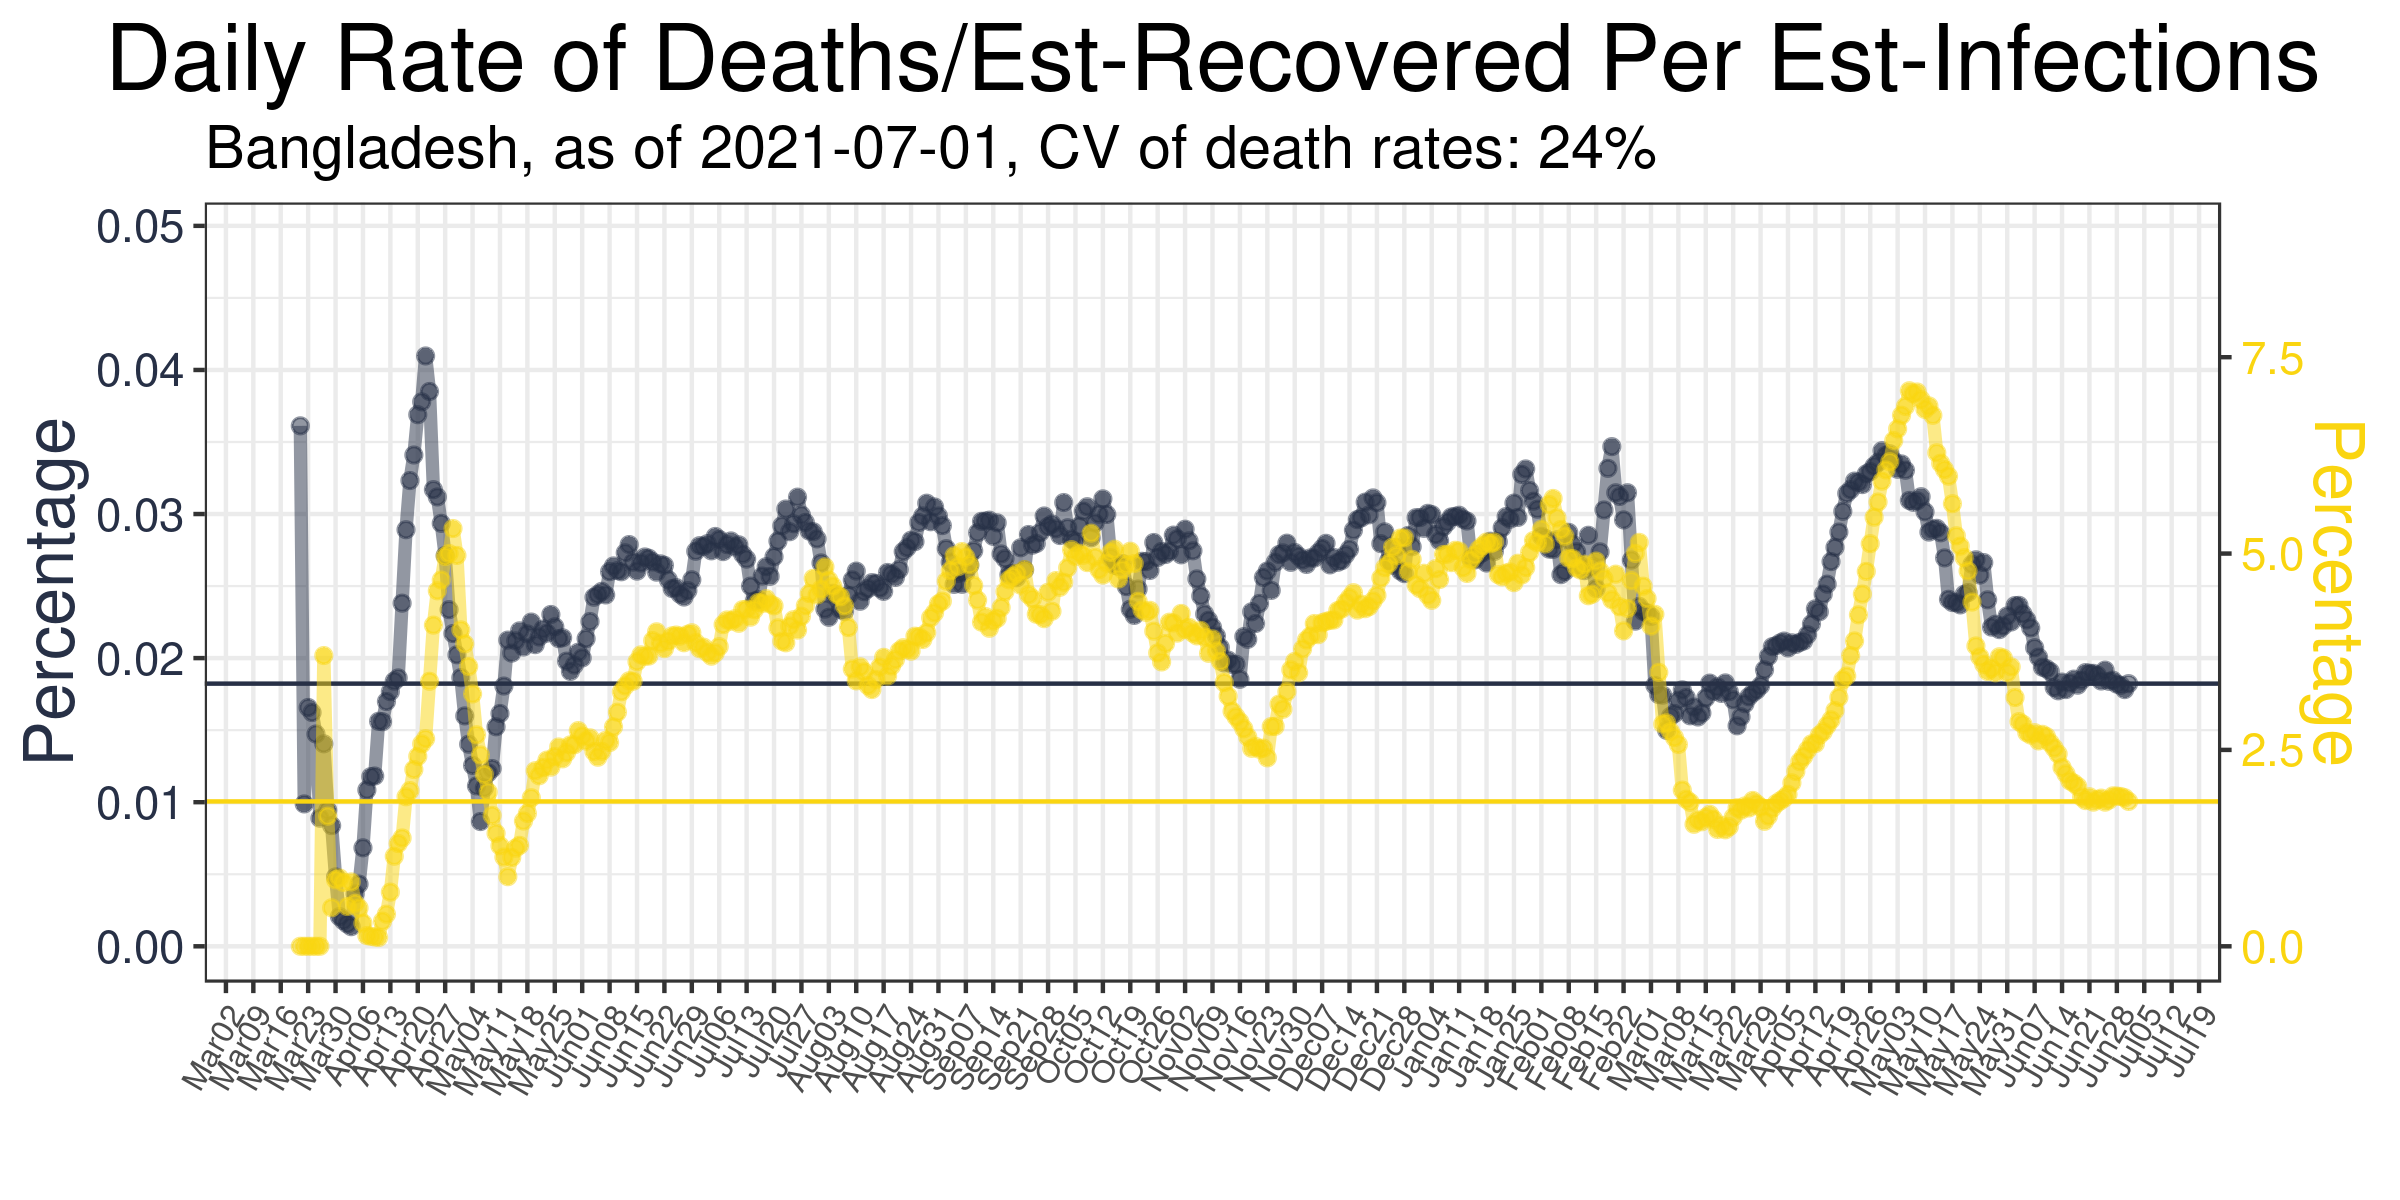 Daily Rate of Deaths/Est-Recovered Per Est-Infections
Bangladesh, as of 2021-07-01, CV of death rates: 24%
Percentage
0.05
0.04
0.03
0.02
0.01
0.00
7.5
5.0
2.5
0.0
Percentage
Mar02
Mar09
Mar16
Mar23
Mar30
Apr06
Apr13
Apr20
Apr27
May04
May11
May18
May25
Jun01
Jun08
Jun15
Jun22
Jun29
Jul06
Jul13
Jul20
Jul27
Aug03
Aug10
Aug17
Aug24
Aug31
Sep07
Sep14
Sep21
Sep28
Oct05
Oct12
Oct19
Oct26
Nov02
Nov09
Nov16
Nov23
Nov30
Dec07
Dec14
Dec21
Dec28
Jan04
Jan11
Jan18
Jan25
Feb01
Feb08
Feb15
Feb22
Mar01
Mar08
Mar15
Mar22
Mar29
Apr05
Apr12
Apr19
Apr26
May03
May10
May17
May24
May31
Jun07
Jun14
Jun21
Jun28
Jul05
Jul12
Jul19